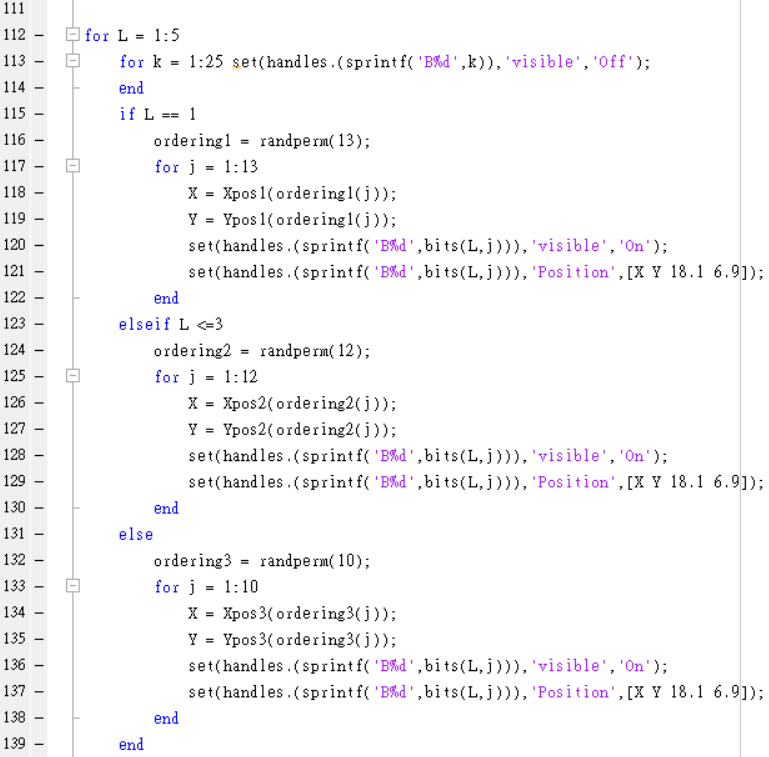 111
112 – for L = 1:5
113 –     for k = 1:25 set(handles.(sprintf('B%d',k)),'visible','Off');
114 –     end
115 –     if L == 1
116 –         ordering1 = randperm(13);
117 –         for j = 1:13
118 –             X = Xpos1(ordering1(j));
119 –             Y = Ypos1(ordering1(j));
120 –             set(handles.(sprintf('B%d',bits(L,j))),'visible','On');
121 –             set(handles.(sprintf('B%d',bits(L,j))),'Position',[X Y 18.1 6.9]);
122 –         end
123 –     elseif L <=3
124 –         ordering2 = randperm(12);
125 –         for j = 1:12
126 –             X = Xpos2(ordering2(j));
127 –             Y = Ypos2(ordering2(j));
128 –             set(handles.(sprintf('B%d',bits(L,j))),'visible','On');
129 –             set(handles.(sprintf('B%d',bits(L,j))),'Position',[X Y 18.1 6.9]);
130 –         end
131 –     else
132 –         ordering3 = randperm(10);
133 –         for j = 1:10
134 –             X = Xpos3(ordering3(j));
135 –             Y = Ypos3(ordering3(j));
136 –             set(handles.(sprintf('B%d',bits(L,j))),'visible','On');
137 –             set(handles.(sprintf('B%d',bits(L,j))),'Position',[X Y 18.1 6.9]);
138 –         end
139 –     end